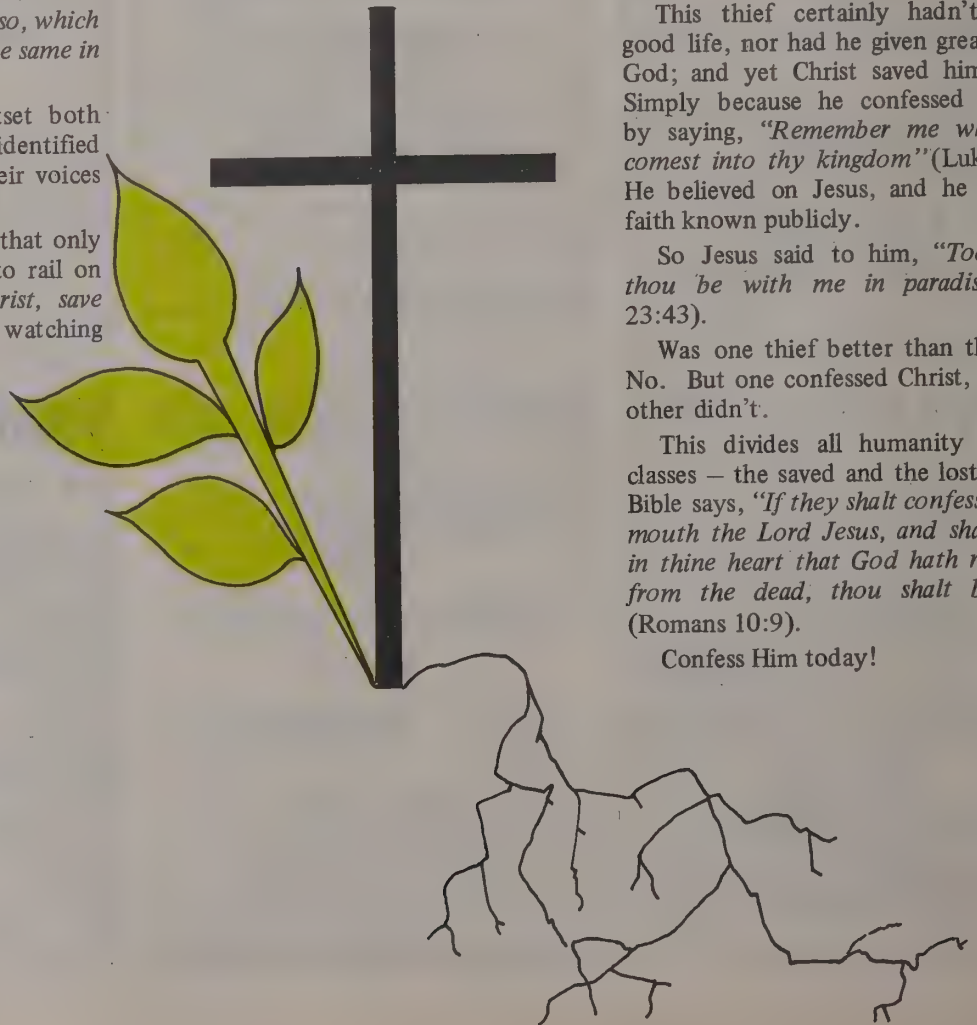 so, which
e same in
tset both
identified
eir voices
that only
to rail on
rist, save
watching
This thief certainly hadn't
good life, nor had he given grea
God; and yet Christ saved him
Simply because he confessed
by saying, “Remember me wh
comest into thy kingdom” (Luk
He believed on Jesus, and he
faith known publicly.
So Jesus said to him, “Tod
thou be with me in paradis
23:43).
Was one thief better than th
No. But one confessed Christ,
other didn't.
This divides all humanity
classes — the saved and the lost
Bible says, “If they shalt confess
mouth the Lord Jesus, and sha
in thine heart that God hath r
from the dead, thou shalt b
(Romans 10:9).
Confess Him today!